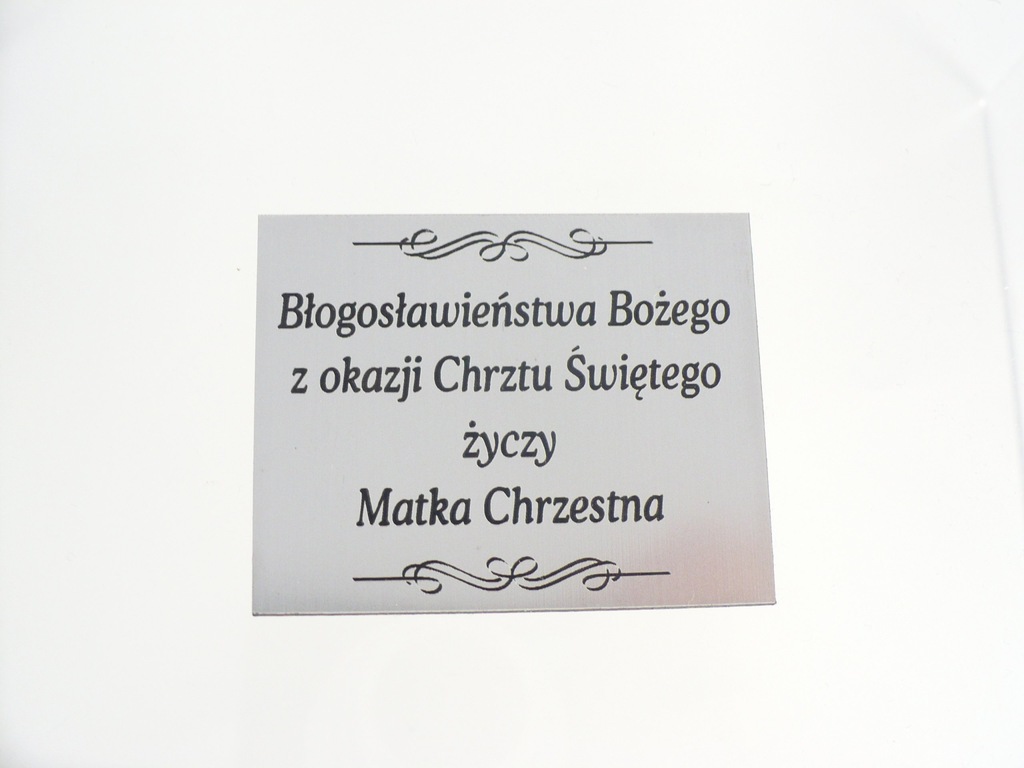 Błogosławieństwa Bożego
z okazji Chrztu Świętego
życzy
Matka Chrzestna